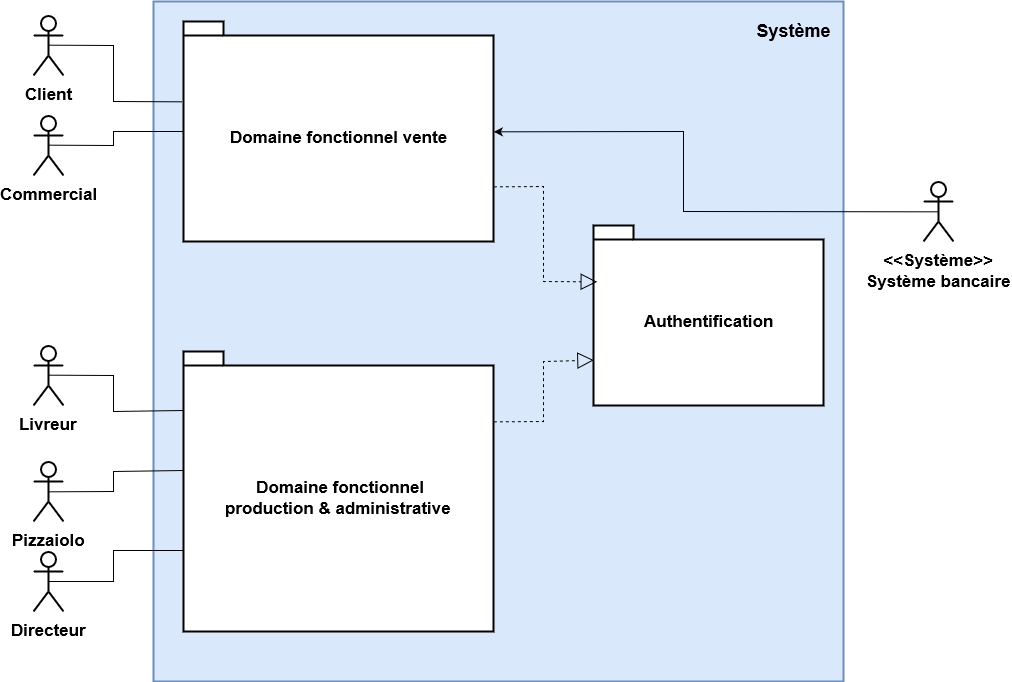 Système
Client
Domaine fonctionnel vente
Commercial
<<Système>>
Système bancaire
Authentification
Livreur
Domaine fonctionnel
production & administrative
Pizzaiolo
Directeur